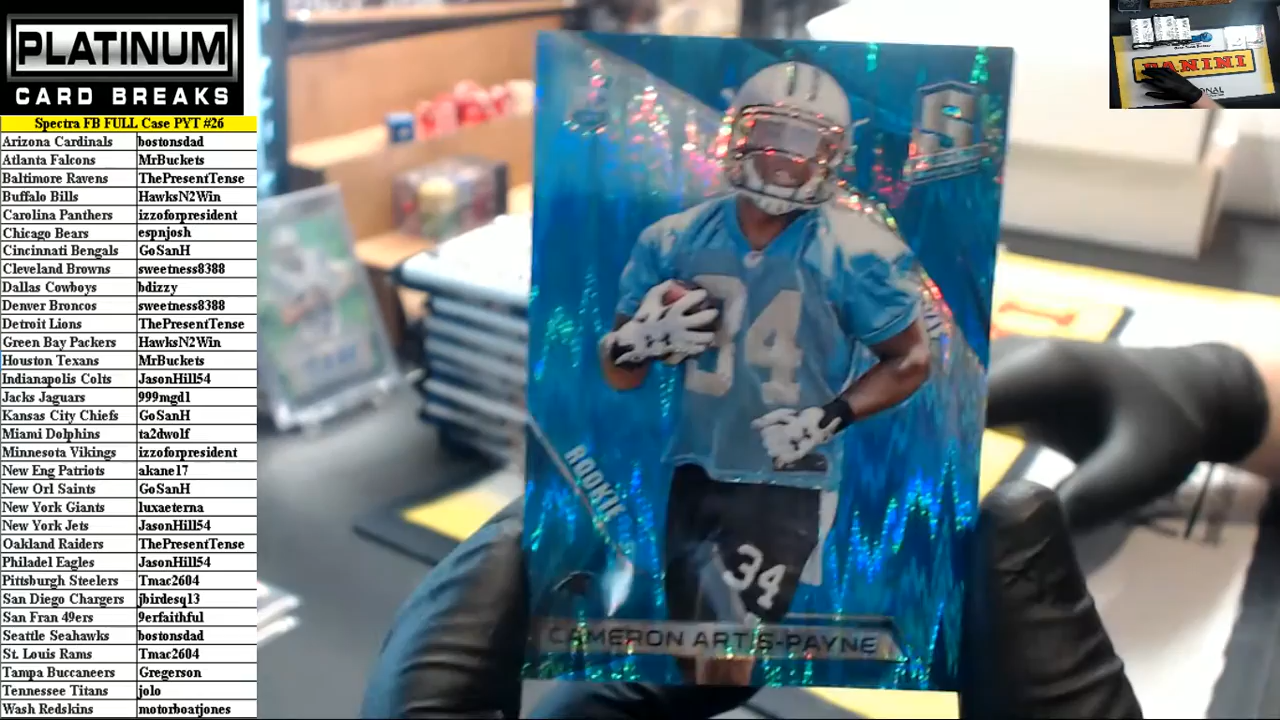 PLATINUM
CARD BREAKS
Spectra FB FULL Case PYT #26
Arizona Cardinals bostonsdad
Atlanta Falcons MrBuckets
Baltimore Ravens ThePresentTense
Buffalo Bills HawksN2Win
Carolina Panthers izzoforpresident
Chicago Bears espnjosh
Cincinnati Bengals GoSanH
Cleveland Browns sweetness8388
Dallas Cowboys bdizzy
Denver Broncos sweetness8388
Detroit Lions ThePresentTense
Green Bay Packers HawksN2Win
Houston Texans MrBuckets
Indianapolis Colts JasonHill54
Jacks Jaguars 999mgd1
Kansas City Chiefs GoSanH
Miami Dolphins ta2dwolf
Minnesota Vikings izzoforpresident
New Eng Patriots akane17
New Orl Saints GoSanH
New York Giants luxaeterna
New York Jets JasonHill54
Oakland Raiders ThePresentTense
Philadel Eagles JasonHill54
Pittsburgh Steelers Tmac2604
San Diego Chargers jbirdesq13
San Fran 49ers 9erfaithful
Seattle Seahawks bostonsdad
St. Louis Rams Tmac2604
Tampa Buccaneers Gregerson
Tennessee Titans jolo
Wash Redskins motorboatjones
S
34
ROOKIE
34
CAMERON ARTIS-PAYNE
PANINI